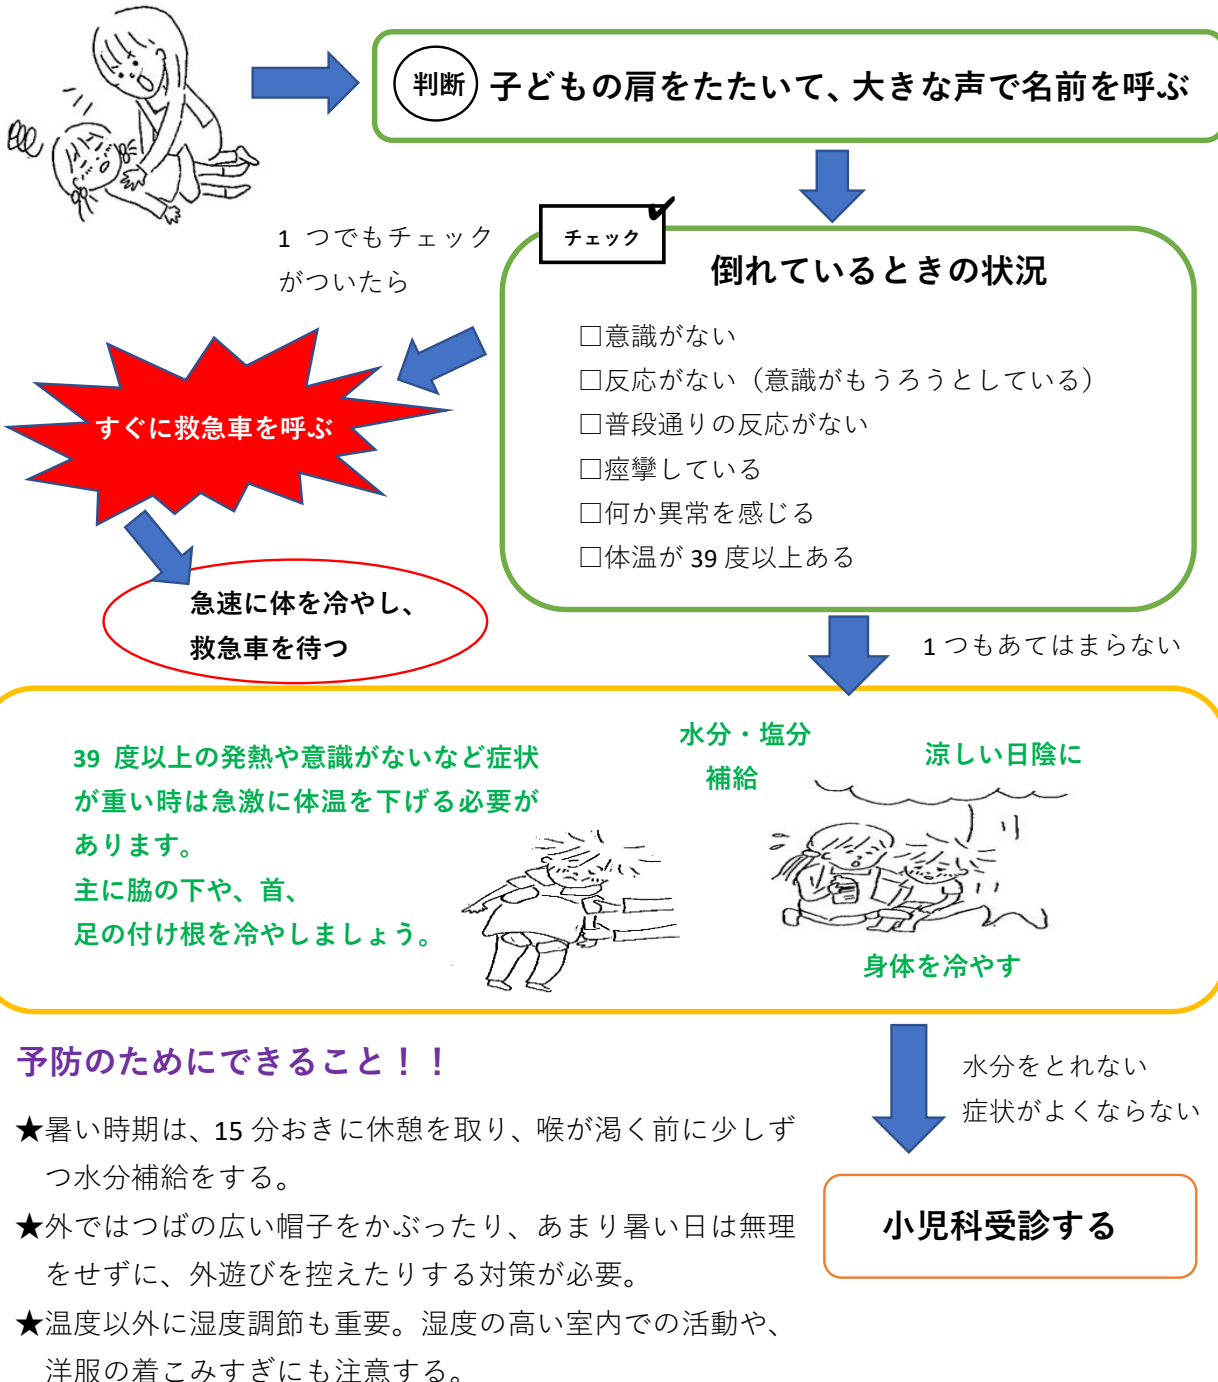 判断 子どもの肩をたたいて、大きな声で名前を呼ぶ
1 つでもチェック
がついたら
チェック
倒れているときの状況
□意識がない
□反応がない（意識がもうろうとしている）
□普段通りの反応がない
□痙攣している
□何か異常を感じる
□体温が 39 度以上ある
すぐに救急車を呼ぶ
急速に体を冷やし、
救急車を待つ
1 つもあてはまらない
39 度以上の発熱や意識がないなど症状
が重い時は急激に体温を下げる必要が
あります。
主に脇の下や、首、
足の付け根を冷やしましょう。
水分・塩分
補給
涼しい日陰に
身体を冷やす
水分をとれない
症状がよくならない
小児科受診する
予防のためにできること！！
★暑い時期は、15 分おきに休憩を取り、喉が渇く前に少しず
つ水分補給をする。
★外ではつばの広い帽子をかぶったり、あまり暑い日は無理
をせずに、外遊びを控えたりする対策が必要。
★温度以外に湿度調節も重要。湿度の高い室内での活動や、
洋服の着こみすぎにも注意する。